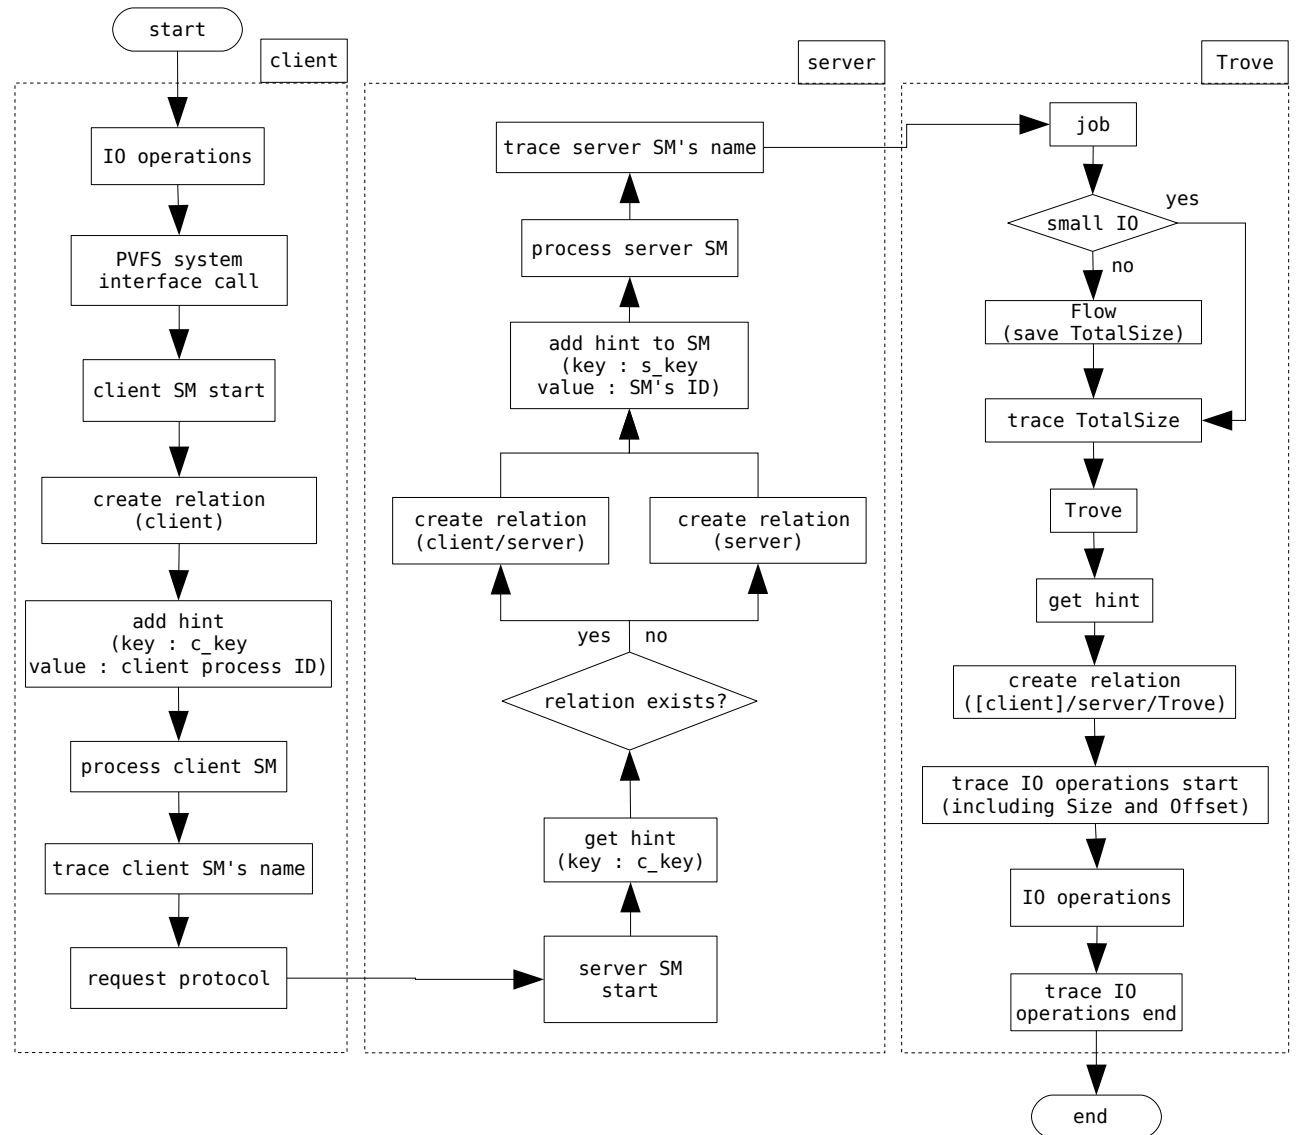 start
client
IO operations
PVFS system
interface call
client SM start
create relation
(client)
add hint
(key : c_key
value : client process ID)
process client SM
trace client SM's name
request protocol
server
trace server SM's name
process server SM
add hint to SM
(key : s_key
value : SM's ID)
create relation
(client/server)
create relation
(server)
yes
no
relation exists?
get hint
(key : c_key)
server SM
start
Trove
job
yes
small IO
no
Flow
(save TotalSize)
trace TotalSize
Trove
get hint
create relation
([client]/server/Trove)
trace IO operations start
(including Size and Offset)
IO operations
trace IO
operations end
end